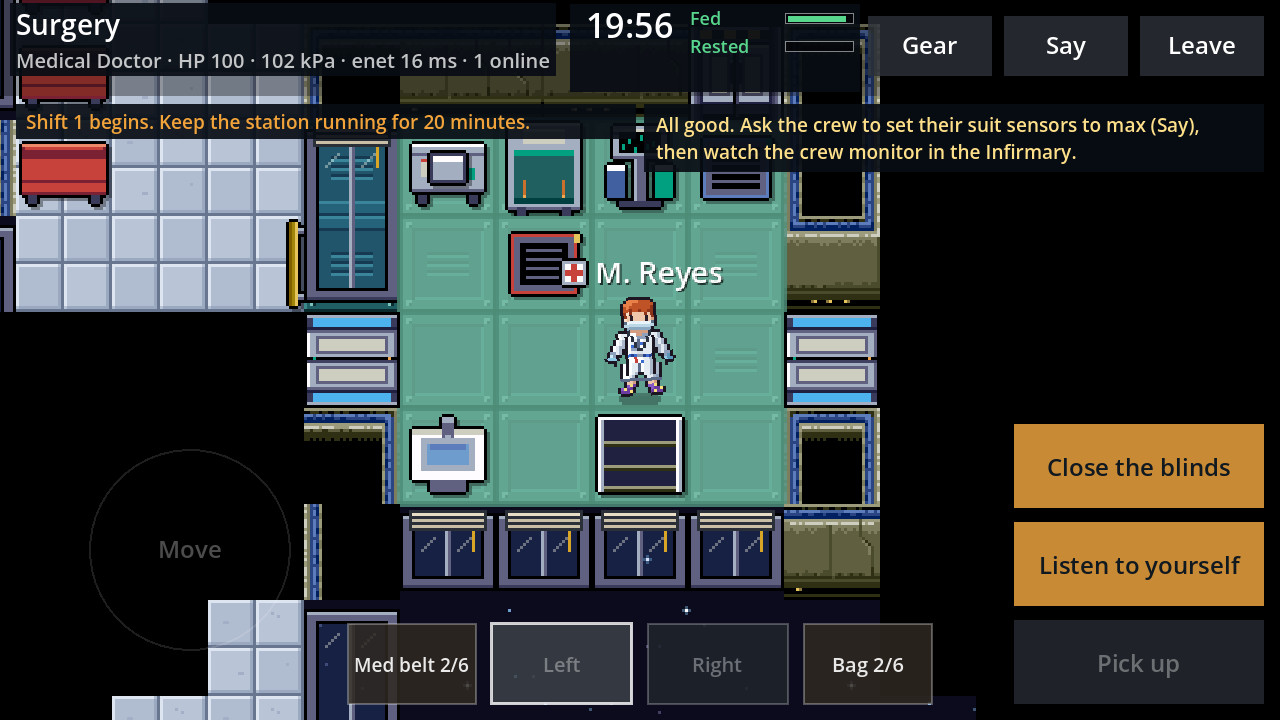 Surgery
Medical Doctor · HP 100 · 102 kPa · enet 16 ms · 1 online
19:56
Fed
Rested
Gear
Say
Leave
Shift 1 begins. Keep the station running for 20 minutes.
All good. Ask the crew to set their suit sensors to max (Say),
then watch the crew monitor in the Infirmary.
M. Reyes
Move
Close the blinds
Listen to yourself
Pick up
Med belt 2/6
Left
Right
Bag 2/6